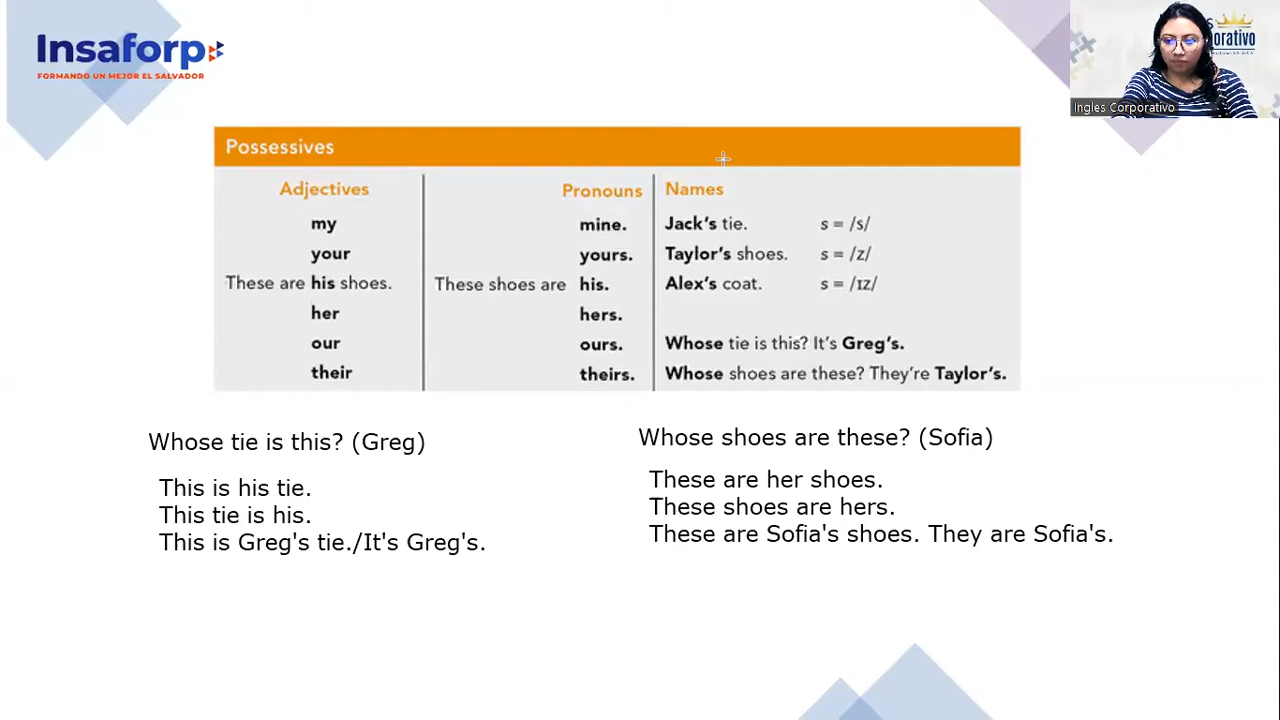 Insaforp
FORMANDO UN MEJOR EL SALVADOR
orativo
Ingles Corporativo
Possessives
Adjectives
my
your
These are his shoes.
her
our
their
Pronouns
mine.
yours.
These shoes are his.
hers.
ours.
theirs.
Names
Jack's tie. s = /s/
Taylor's shoes. s = /z/
Alex's coat. s = /ɪz/
Whose tie is this? It's Greg's.
Whose shoes are these? They're Taylor's.
Whose tie is this? (Greg)
This is his tie.
This tie is his.
This is Greg's tie./It's Greg's.
Whose shoes are these? (Sofia)
These are her shoes.
These shoes are hers.
These are Sofia's shoes. They are Sofia's.